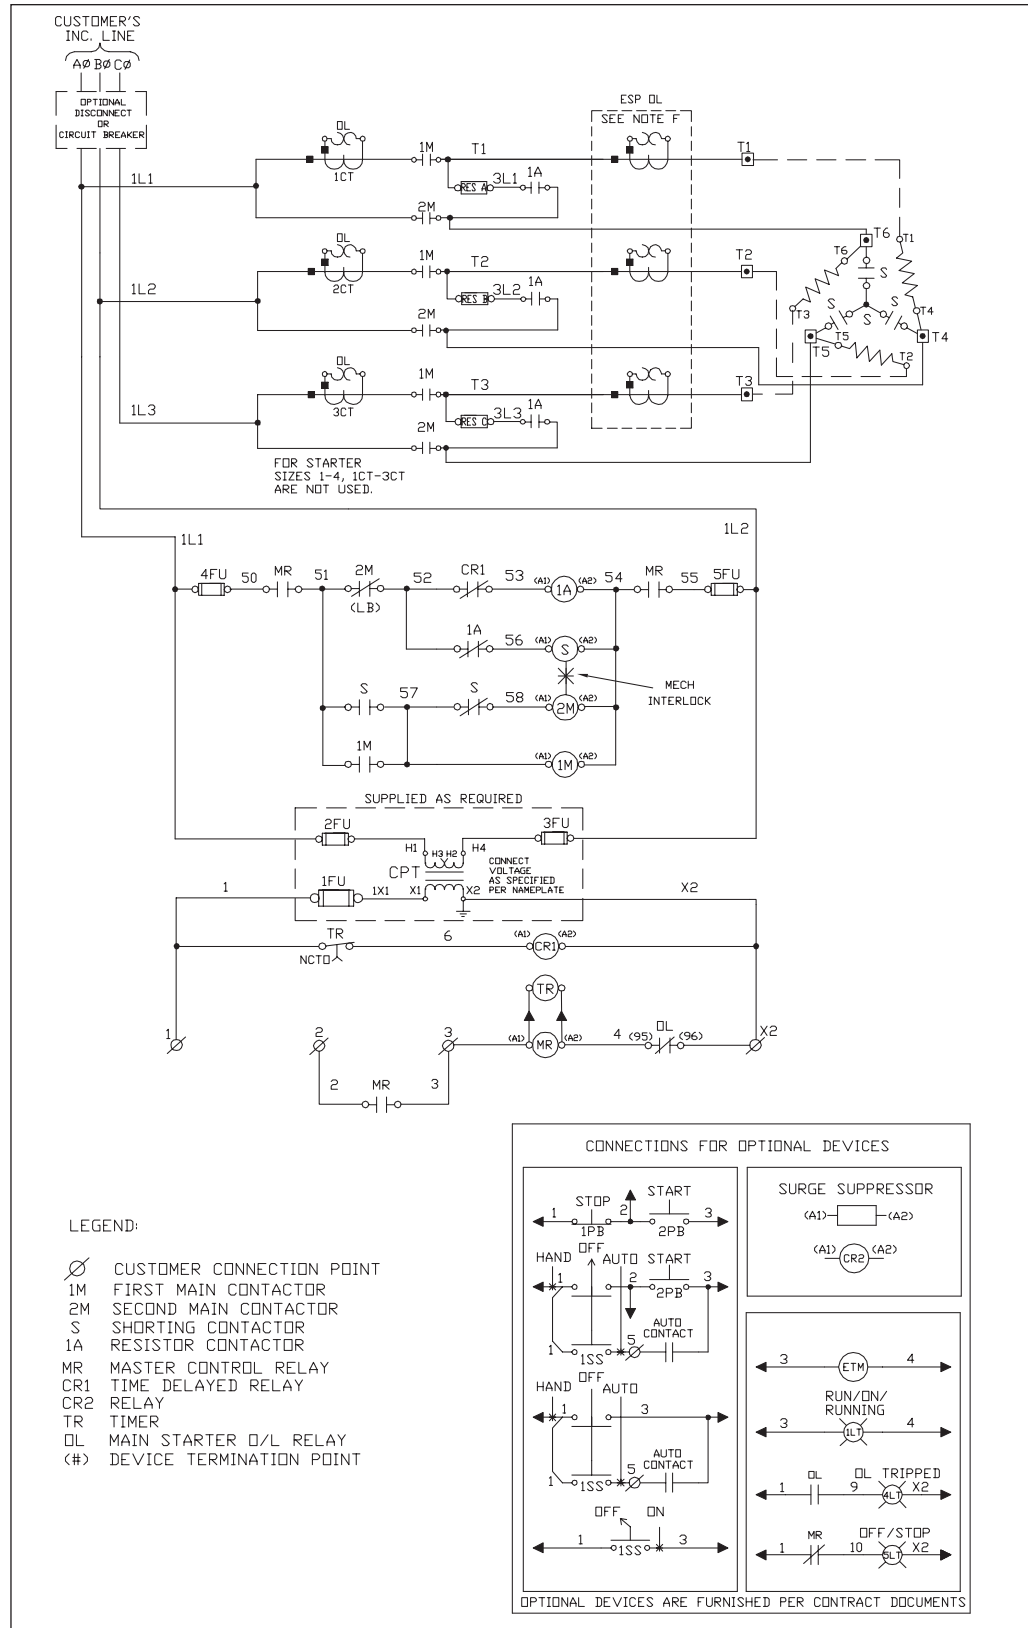 CUSTOMER'S
INC. LINE
AØ BØ CØ
OPTIONAL
DISCONNECT
OR
CIRCUIT BREAKER
ESP OL
SEE NOTE F
OL
1CT
1M
T1
RES A
3L1
1A
2M
1L1
T1
OL
2CT
1M
T2
RES B
3L2
1A
2M
1L2
T2
OL
3CT
1M
T3
RES C
3L3
1A
2M
1L3
T3
T6
T1
T6
S
T3
S
S
T4
T5
T5
T2
T4
FOR STARTER
SIZES 1-4, 1CT-3CT
ARE NOT USED.
1L1
1L2
4FU
50
MR
51
2M
(LB)
52
CR1
53
(A1)
1A
(A2)
54
MR
55
5FU
1A
56
(A1)
S
(A2)
MECH
INTERLOCK
S
57
S
58
(A1)
2M
(A2)
1M
(A1)
1M
(A2)
SUPPLIED AS REQUIRED
2FU
3FU
H1
H3 H2
H4
CPT
CONNECT
VOLTAGE
AS SPECIFIED
PER NAMEPLATE
1
1FU
1X1
X1
X2
X2
TR
NCTO
6
(A1)
CR1
(A2)
TR
1
2
3
(A1)
MR
(A2)
4
(95)
OL
(96)
X2
2
MR
3
CONNECTIONS FOR OPTIONAL DEVICES
1
STOP
1PB
2
START
2PB
3
HAND
OFF
AUTO
START
1
2
2PB
3
1
1SS
5
AUTO
CONTACT
HAND
OFF
AUTO
1
3
1
1SS
5
AUTO
CONTACT
OFF
ON
1
1SS
3
SURGE SUPPRESSOR
(A1)
(A2)
(A1)
CR2
(A2)
3
ETM
4
RUN/ON/
RUNNING
3
1LT
4
OL
OL TRIPPED
1
9
4LT
X2
MR
OFF/STOP
1
10
5LT
X2
OPTIONAL DEVICES ARE FURNISHED PER CONTRACT DOCUMENTS
LEGEND:
Ø CUSTOMER CONNECTION POINT
1M FIRST MAIN CONTACTOR
2M SECOND MAIN CONTACTOR
S SHORTING CONTACTOR
1A RESISTOR CONTACTOR
MR MASTER CONTROL RELAY
CR1 TIME DELAYED RELAY
CR2 RELAY
TR TIMER
OL MAIN STARTER O/L RELAY
(#) DEVICE TERMINATION POINT